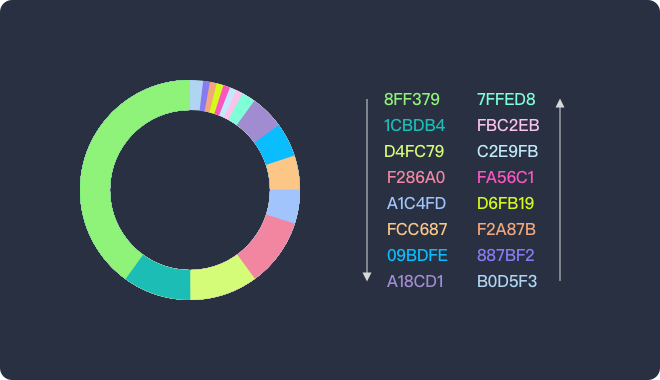 8FF379 7FFED8
1CBDB4 FBC2EB
D4FC79 C2E9FB
F286A0 FA56C1
A1C4FD D6FB19
FCC687 F2A87B
09BDFE 887BF2
A18CD1 B0D5F3